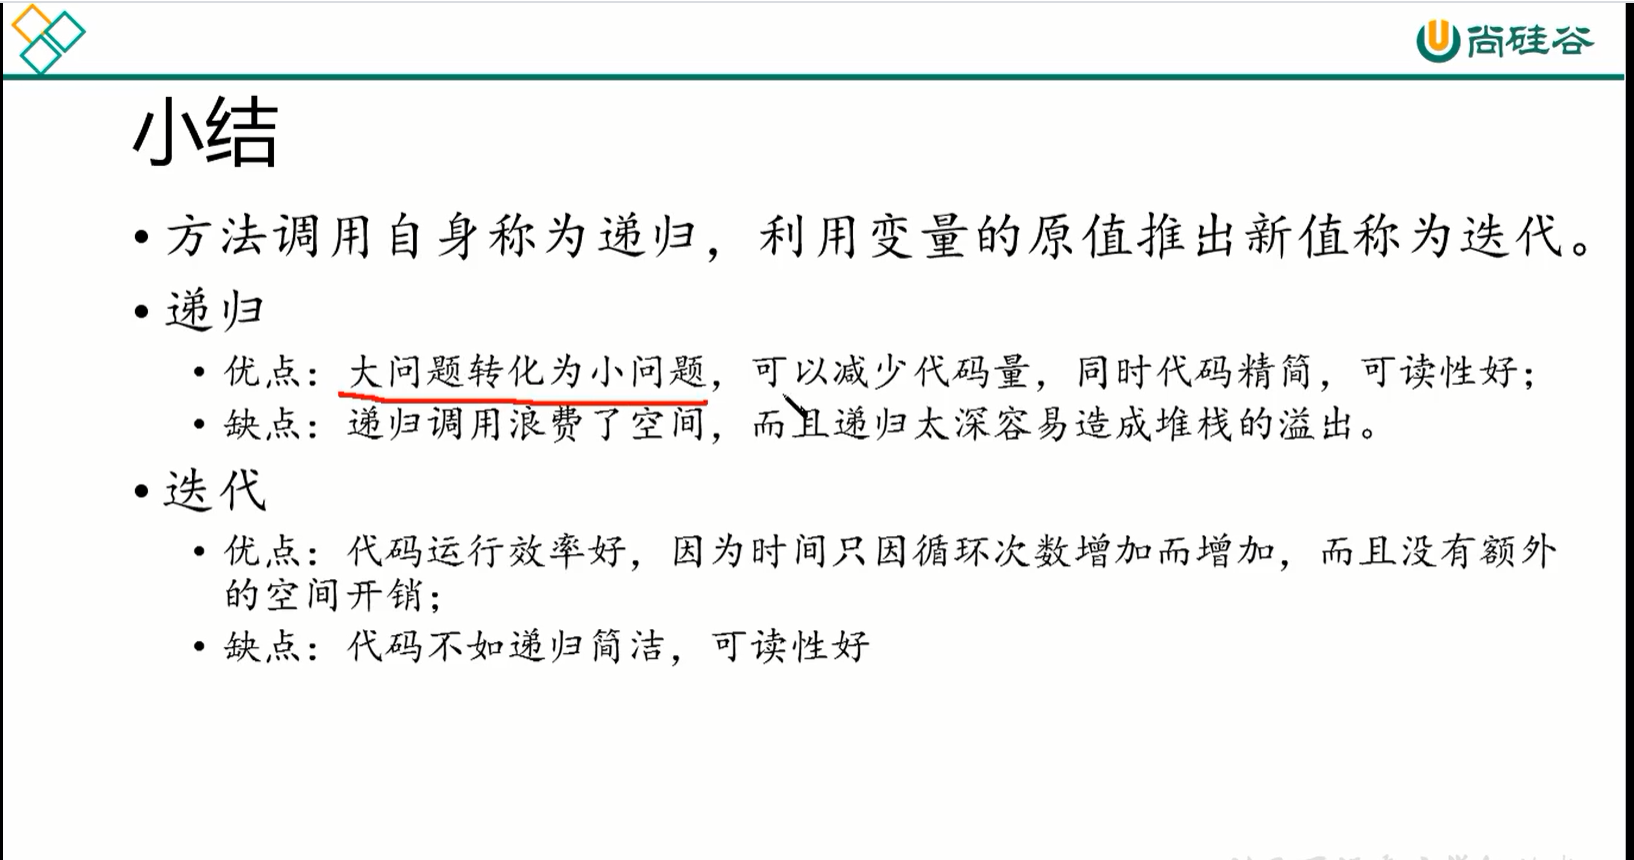 尚硅谷
小结
• 方法调用自身称为递归，利用变量的原值推出新值称为迭代。
• 递归
• 优点：大问题转化为小问题，可以减少代码量，同时代码精简，可读性好；
• 缺点：递归调用浪费了空间，而且递归太深容易造成堆栈的溢出。
• 迭代
• 优点：代码运行效率好，因为时间只因循环次数增加而增加，而且没有额外
的空间开销；
• 缺点：代码不如递归简洁，可读性好